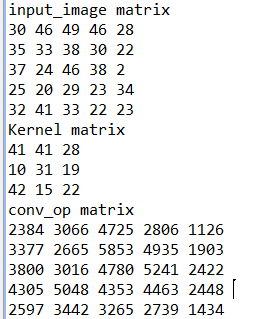 input_image matrix
30 46 49 46 28
35 33 38 30 22
37 24 46 38 2
25 20 29 23 34
32 41 33 22 23
Kernel matrix
41 41 28
10 31 19
42 15 22
conv_op matrix
2384 3066 4725 2806 1126
3377 2665 5853 4935 1903
3800 3016 4780 5241 2422
4305 5048 4353 4463 2448
2597 3442 3265 2739 1434